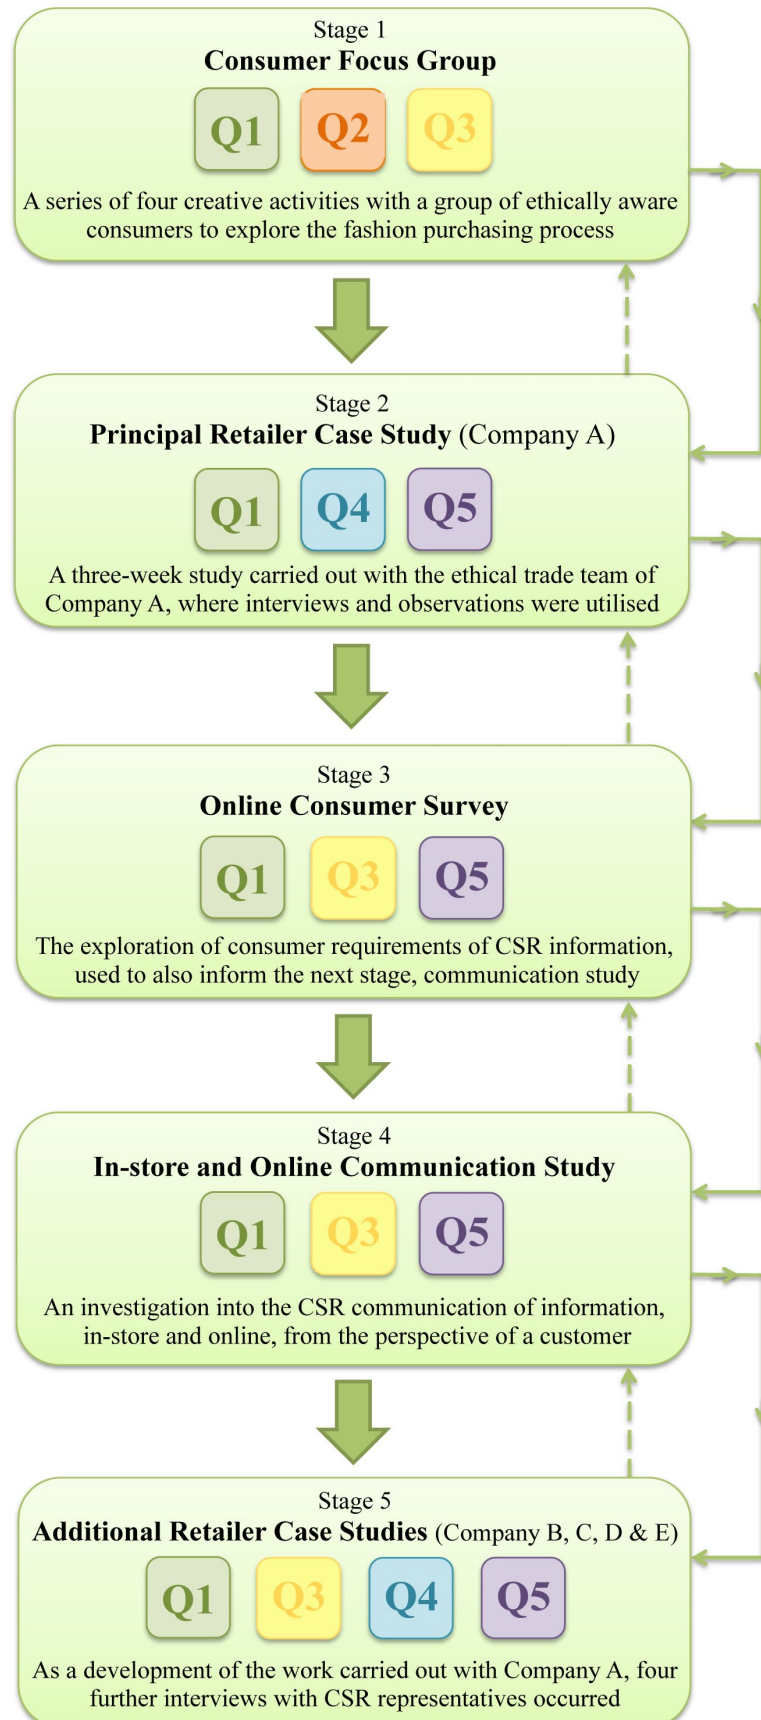 Stage 1
Consumer Focus Group
Q1 Q2 Q3
A series of four creative activities with a group of ethically aware
consumers to explore the fashion purchasing process
Stage 2
Principal Retailer Case Study (Company A)
Q1 Q4 Q5
A three-week study carried out with the ethical trade team of
Company A, where interviews and observations were utilised
Stage 3
Online Consumer Survey
Q1 Q3 Q5
The exploration of consumer requirements of CSR information,
used to also inform the next stage, communication study
Stage 4
In-store and Online Communication Study
Q1 Q3 Q5
An investigation into the CSR communication of information,
in-store and online, from the perspective of a customer
Stage 5
Additional Retailer Case Studies (Company B, C, D & E)
Q1 Q3 Q4 Q5
As a development of the work carried out with Company A, four
further interviews with CSR representatives occurred